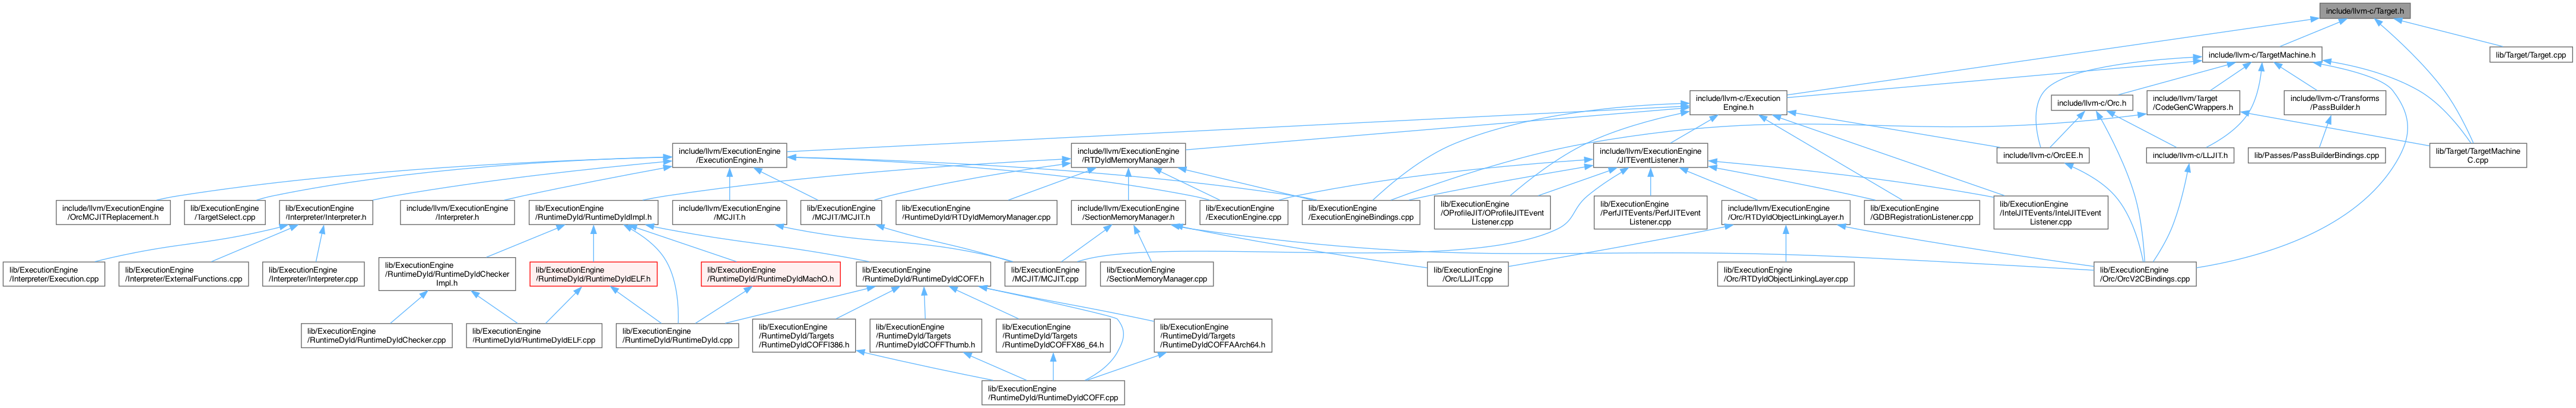 include/llvm-c/Target.h
include/llvm-c/TargetMachine.h
lib/Target/Target.cpp
include/llvm-c/Execution
Engine.h
include/llvm-c/Orc.h
include/llvm/Target
/CodeGenCWrappers.h
include/llvm-c/Transforms
/PassBuilder.h
include/llvm/ExecutionEngine
/ExecutionEngine.h
include/llvm/ExecutionEngine
/RTDyldMemoryManager.h
include/llvm/ExecutionEngine
/JITEventListener.h
include/llvm-c/OrcEE.h
include/llvm-c/LLJIT.h
lib/Passes/PassBuilderBindings.cpp
lib/Target/TargetMachine
C.cpp
include/llvm/ExecutionEngine
/OrcMCJITReplacement.h
lib/ExecutionEngine
/TargetSelect.cpp
lib/ExecutionEngine
/Interpreter/Interpreter.h
include/llvm/ExecutionEngine
/Interpreter.h
lib/ExecutionEngine
/RuntimeDyld/RuntimeDyldImpl.h
include/llvm/ExecutionEngine
/MCJIT.h
lib/ExecutionEngine
/MCJIT/MCJIT.h
lib/ExecutionEngine
/RuntimeDyld/RTDyldMemoryManager.cpp
include/llvm/ExecutionEngine
/SectionMemoryManager.h
lib/ExecutionEngine
/ExecutionEngine.cpp
lib/ExecutionEngine
/ExecutionEngineBindings.cpp
lib/ExecutionEngine
/OProfileJIT/OProfileJITEvent
Listener.cpp
lib/ExecutionEngine
/PerfJITEvents/PerfJITEvent
Listener.cpp
include/llvm/ExecutionEngine
/Orc/RTDyldObjectLinkingLayer.h
lib/ExecutionEngine
/GDBRegistrationListener.cpp
lib/ExecutionEngine
/IntelJITEvents/IntelJITEvent
Listener.cpp
lib/ExecutionEngine
/Interpreter/Execution.cpp
lib/ExecutionEngine
/Interpreter/ExternalFunctions.cpp
lib/ExecutionEngine
/Interpreter/Interpreter.cpp
lib/ExecutionEngine
/RuntimeDyld/RuntimeDyldChecker
Impl.h
lib/ExecutionEngine
/RuntimeDyld/RuntimeDyldELF.h
lib/ExecutionEngine
/RuntimeDyld/RuntimeDyldMachO.h
lib/ExecutionEngine
/RuntimeDyld/RuntimeDyldCOFF.h
lib/ExecutionEngine
/MCJIT/MCJIT.cpp
lib/ExecutionEngine
/SectionMemoryManager.cpp
lib/ExecutionEngine
/Orc/LLJIT.cpp
lib/ExecutionEngine
/Orc/RTDyldObjectLinkingLayer.cpp
lib/ExecutionEngine
/Orc/OrcV2CBindings.cpp
lib/ExecutionEngine
/RuntimeDyld/RuntimeDyldChecker.cpp
lib/ExecutionEngine
/RuntimeDyld/RuntimeDyldELF.cpp
lib/ExecutionEngine
/RuntimeDyld/RuntimeDyld.cpp
lib/ExecutionEngine
/RuntimeDyld/Targets
/RuntimeDyldCOFFI386.h
lib/ExecutionEngine
/RuntimeDyld/Targets
/RuntimeDyldCOFFThumb.h
lib/ExecutionEngine
/RuntimeDyld/Targets
/RuntimeDyldCOFFX86_64.h
lib/ExecutionEngine
/RuntimeDyld/Targets
/RuntimeDyldCOFFAArch64.h
lib/ExecutionEngine
/RuntimeDyld/RuntimeDyldCOFF.cpp